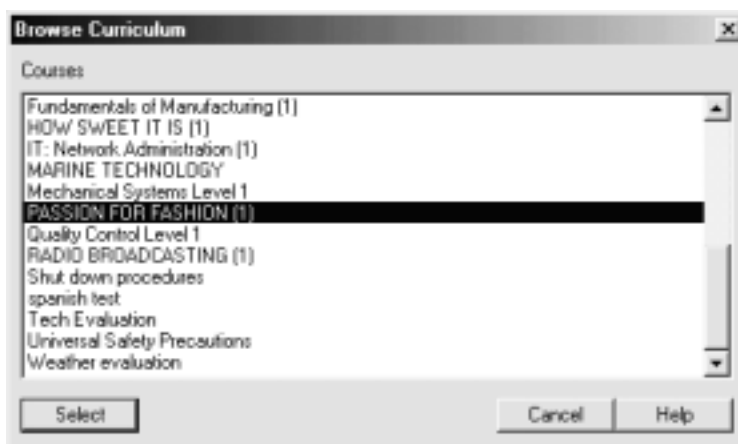 Browse Curriculum
Courses
Fundamentals of Manufacturing (1)
HOW SWEET IT IS (1)
IT: Network Administration (1)
MARINE TECHNOLOGY
Mechanical Systems Level 1
PASSION FOR FASHION (1)
Quality Control Level 1
RADIO BROADCASTING (1)
Shut down procedures
spanish test
Tech Evaluation
Universal Safety Precautions
Weather evaluation
Select Cancel Help